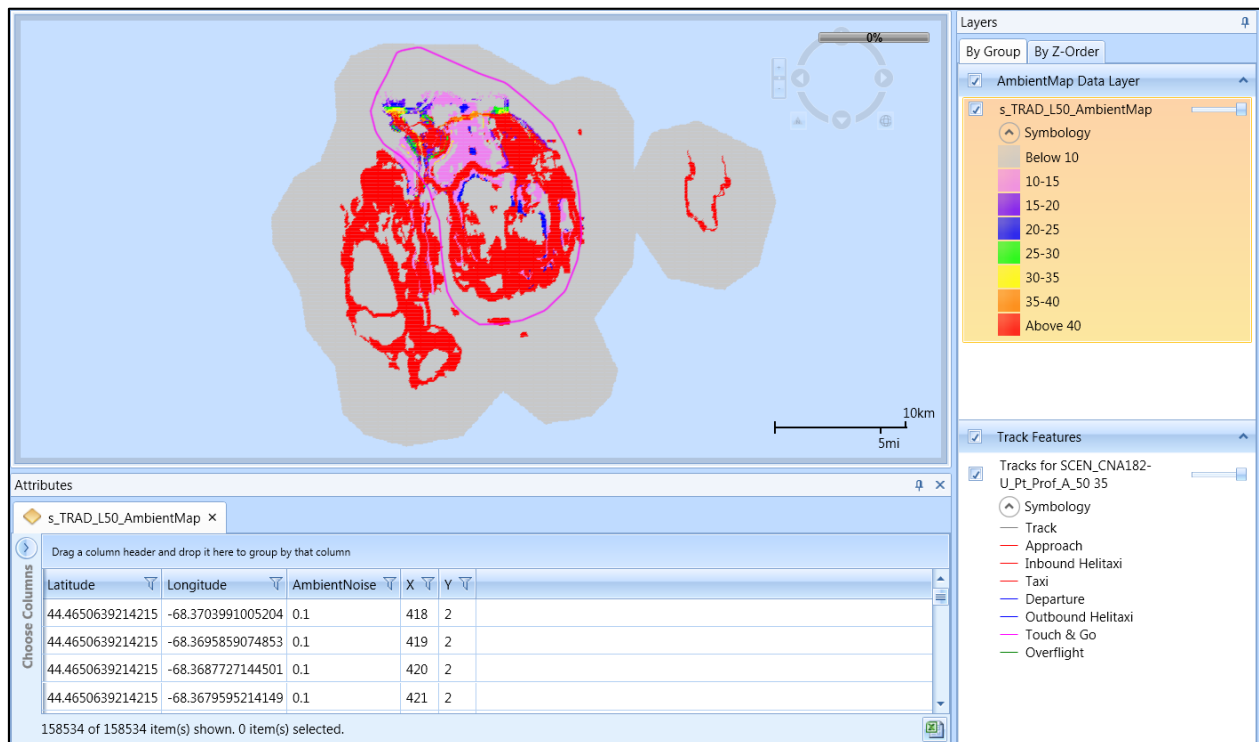 0%
10km
5mi
Layers
By Group By Z-Order
AmbientMap Data Layer
s_TRAD_L50_AmbientMap
Symbology
Below 10
10-15
15-20
20-25
25-30
30-35
35-40
Above 40
Track Features
Tracks for SCEN_CNA182-
U_Pt_Prof_A_50 35
Symbology
Track
Approach
Inbound Helitaxi
Taxi
Departure
Outbound Helitaxi
Touch & Go
Overflight
Attributes
s_TRAD_L50_AmbientMap
Choose Columns
Drag a column header and drop it here to group by that column
Latitude Longitude AmbientNoise X Y
44.4650639214215 -68.3703991005204 0.1 418 2
44.4650639214215 -68.3695859074853 0.1 419 2
44.4650639214215 -68.3687727144501 0.1 420 2
44.4650639214215 -68.3679595214149 0.1 421 2
158534 of 158534 item(s) shown. 0 item(s) selected.